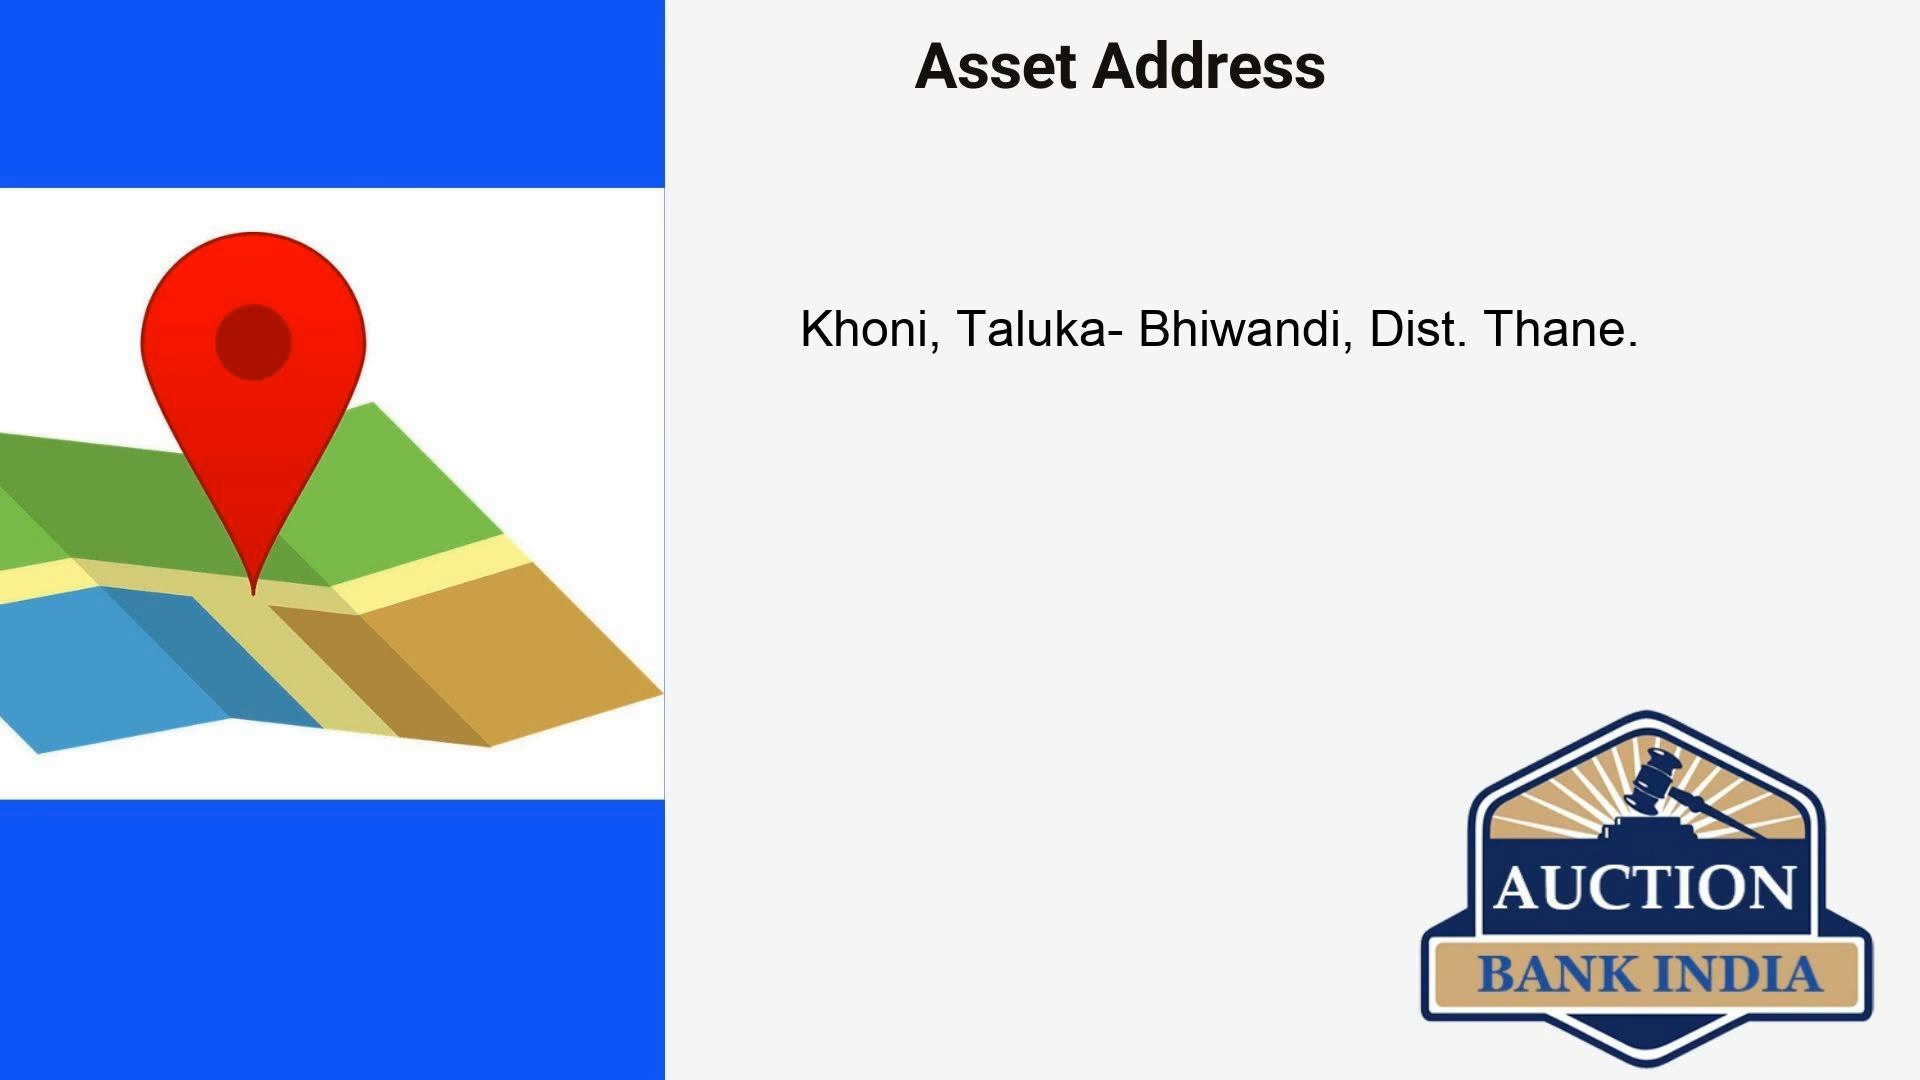 Asset Address
Khoni, Taluka- Bhiwandi, Dist. Thane.
AUCTION
BANK INDIA